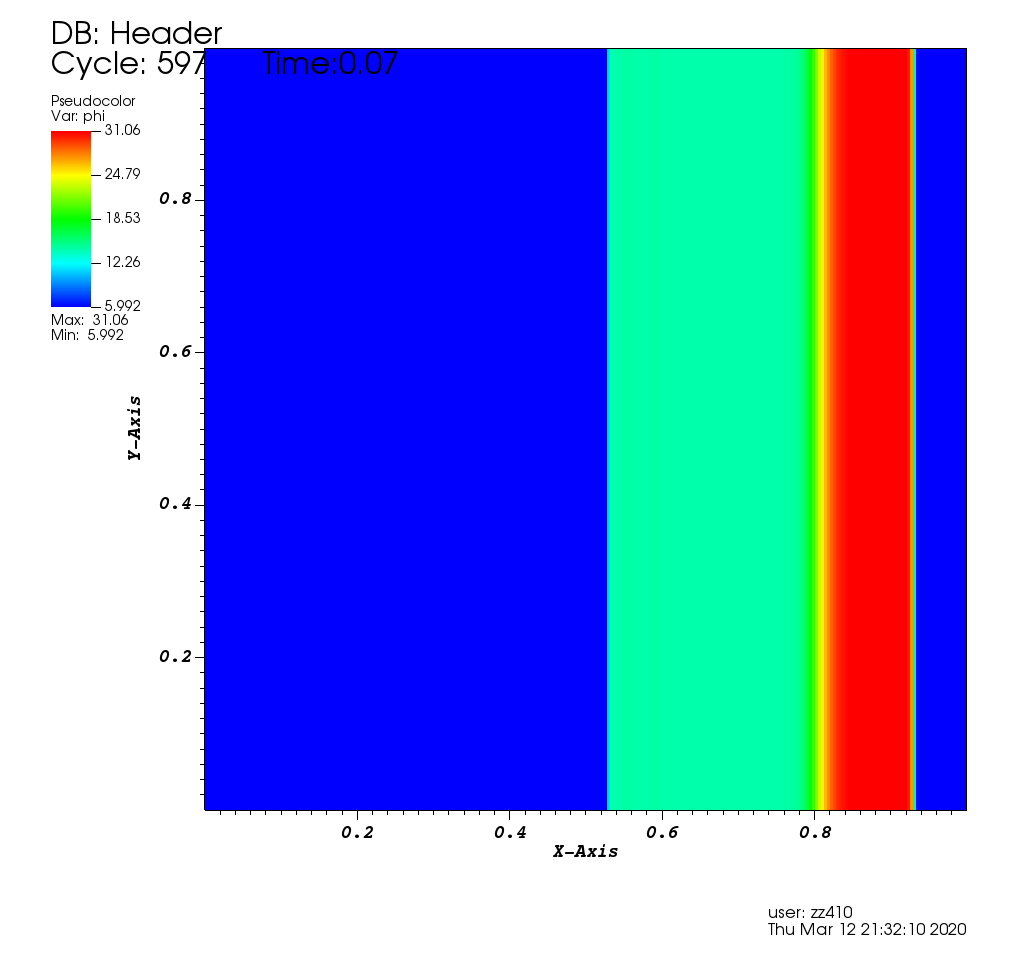 DB: Header
Cycle: 597 Time:0.07
Pseudocolor
Var: phi
31.06
24.79
18.53
12.26
5.992
Max: 31.06
Min: 5.992
0.8
0.6
0.4
0.2
Y-Axis
0.2 0.4 0.6 0.8
X-Axis
user: zz410
Thu Mar 12 21:32:10 2020